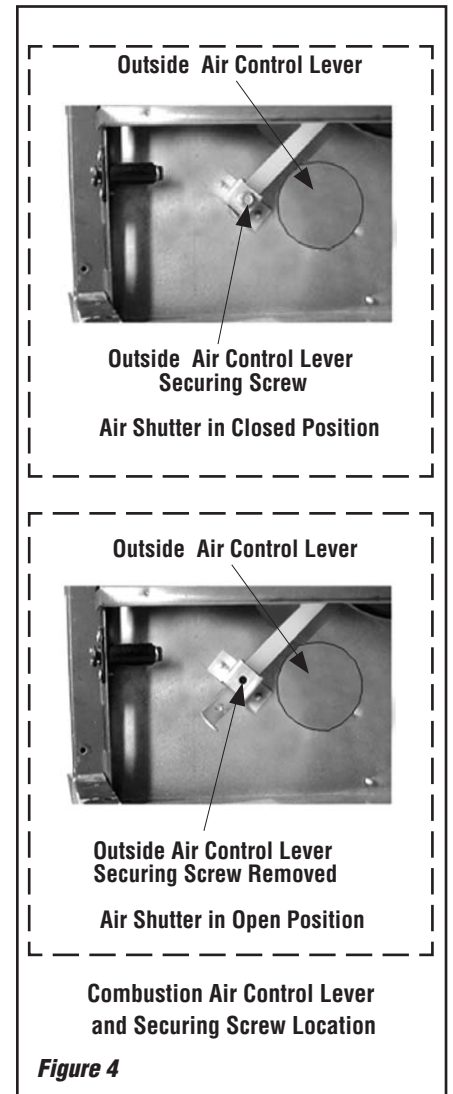 Outside Air Control Lever
Outside Air Control Lever
Securing Screw
Air Shutter in Closed Position
Outside Air Control Lever
Outside Air Control Lever
Securing Screw Removed
Air Shutter in Open Position
Combustion Air Control Lever
and Securing Screw Location
Figure 4